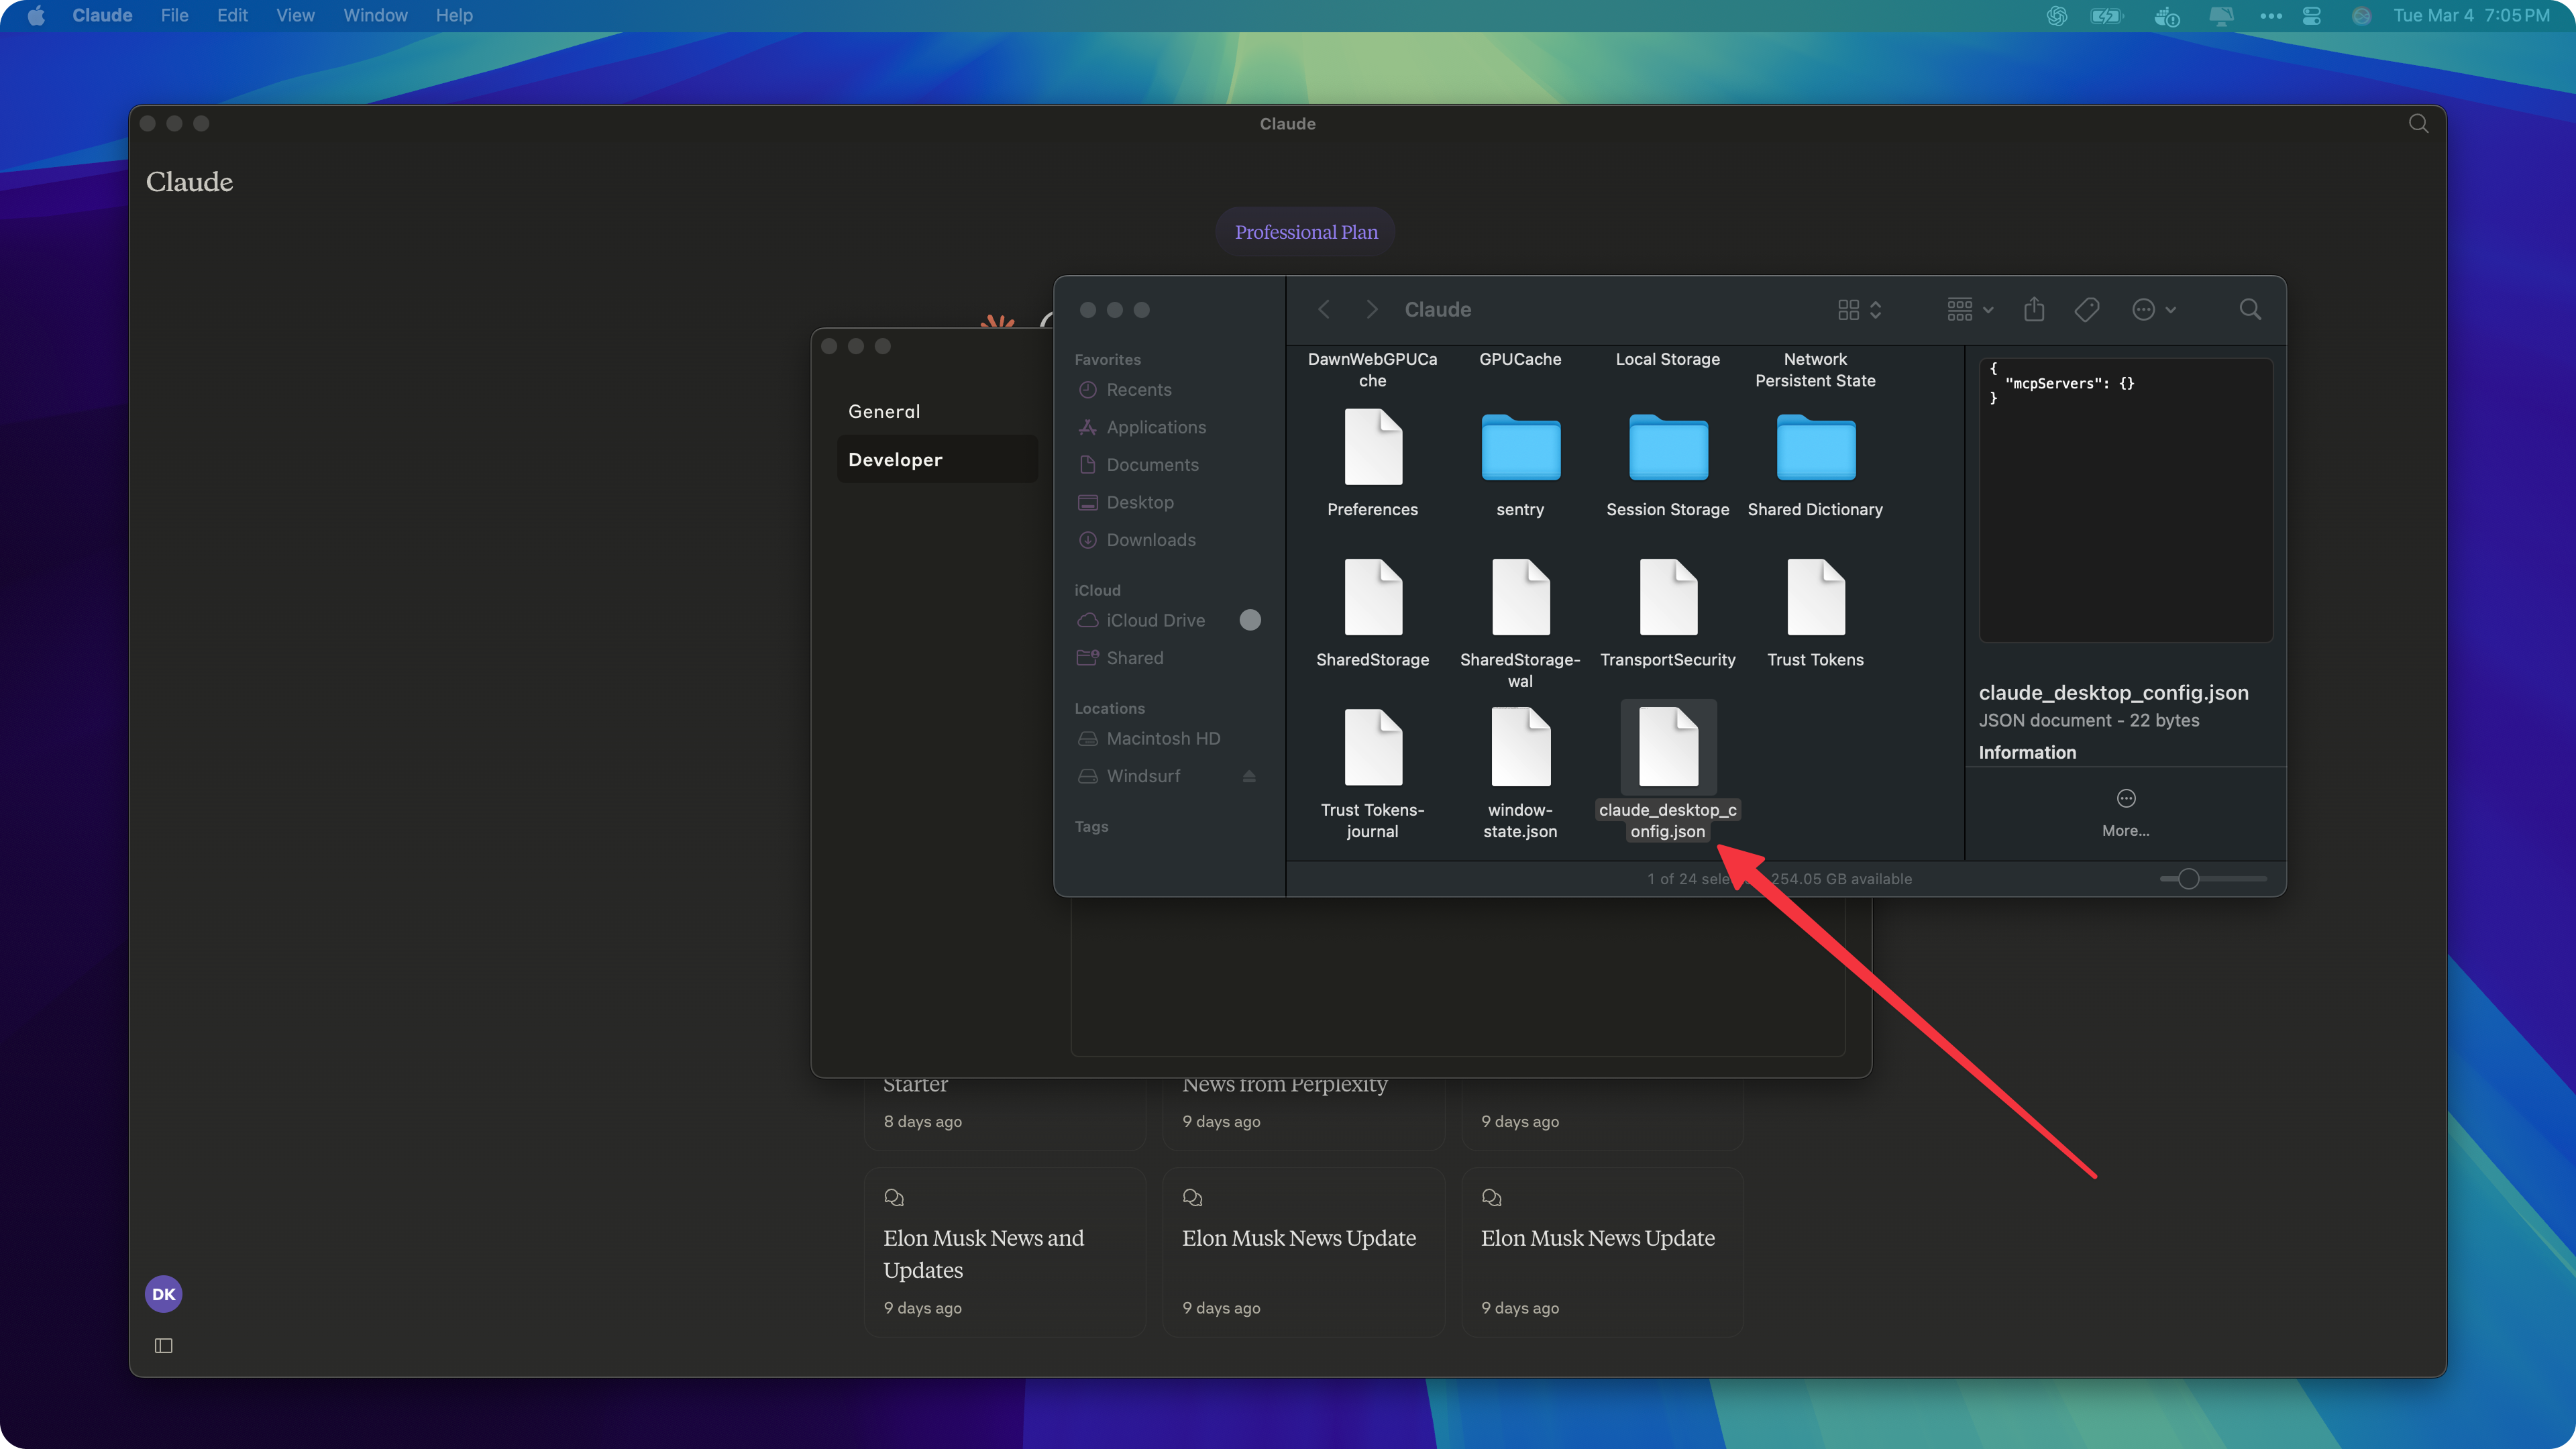 Claude File Edit View Window Help
Tue Mar 4 7:05 PM
Claude
Claude
Professional Plan
General
Developer
Claude
Favorites
Recents
Applications
Documents
Desktop
Downloads
iCloud
iCloud Drive
Shared
Locations
Macintosh HD
Windsurf
Tags
DawnWebGPUCa
che
GPUCache
Local Storage
Network
Persistent State
Preferences
sentry
Session Storage
Shared Dictionary
SharedStorage
SharedStorage-
wal
TransportSecurity
Trust Tokens
Trust Tokens-
journal
window-
state.json
claude_desktop_c
onfig.json
{
"mcpServers": {}
}
claude_desktop_config.json
JSON document - 22 bytes
Information
More...
1 of 24 254.05 GB available
Starter
8 days ago
News from Perplexity
9 days ago
9 days ago
Elon Musk News and
Updates
9 days ago
Elon Musk News Update
9 days ago
Elon Musk News Update
9 days ago
DK